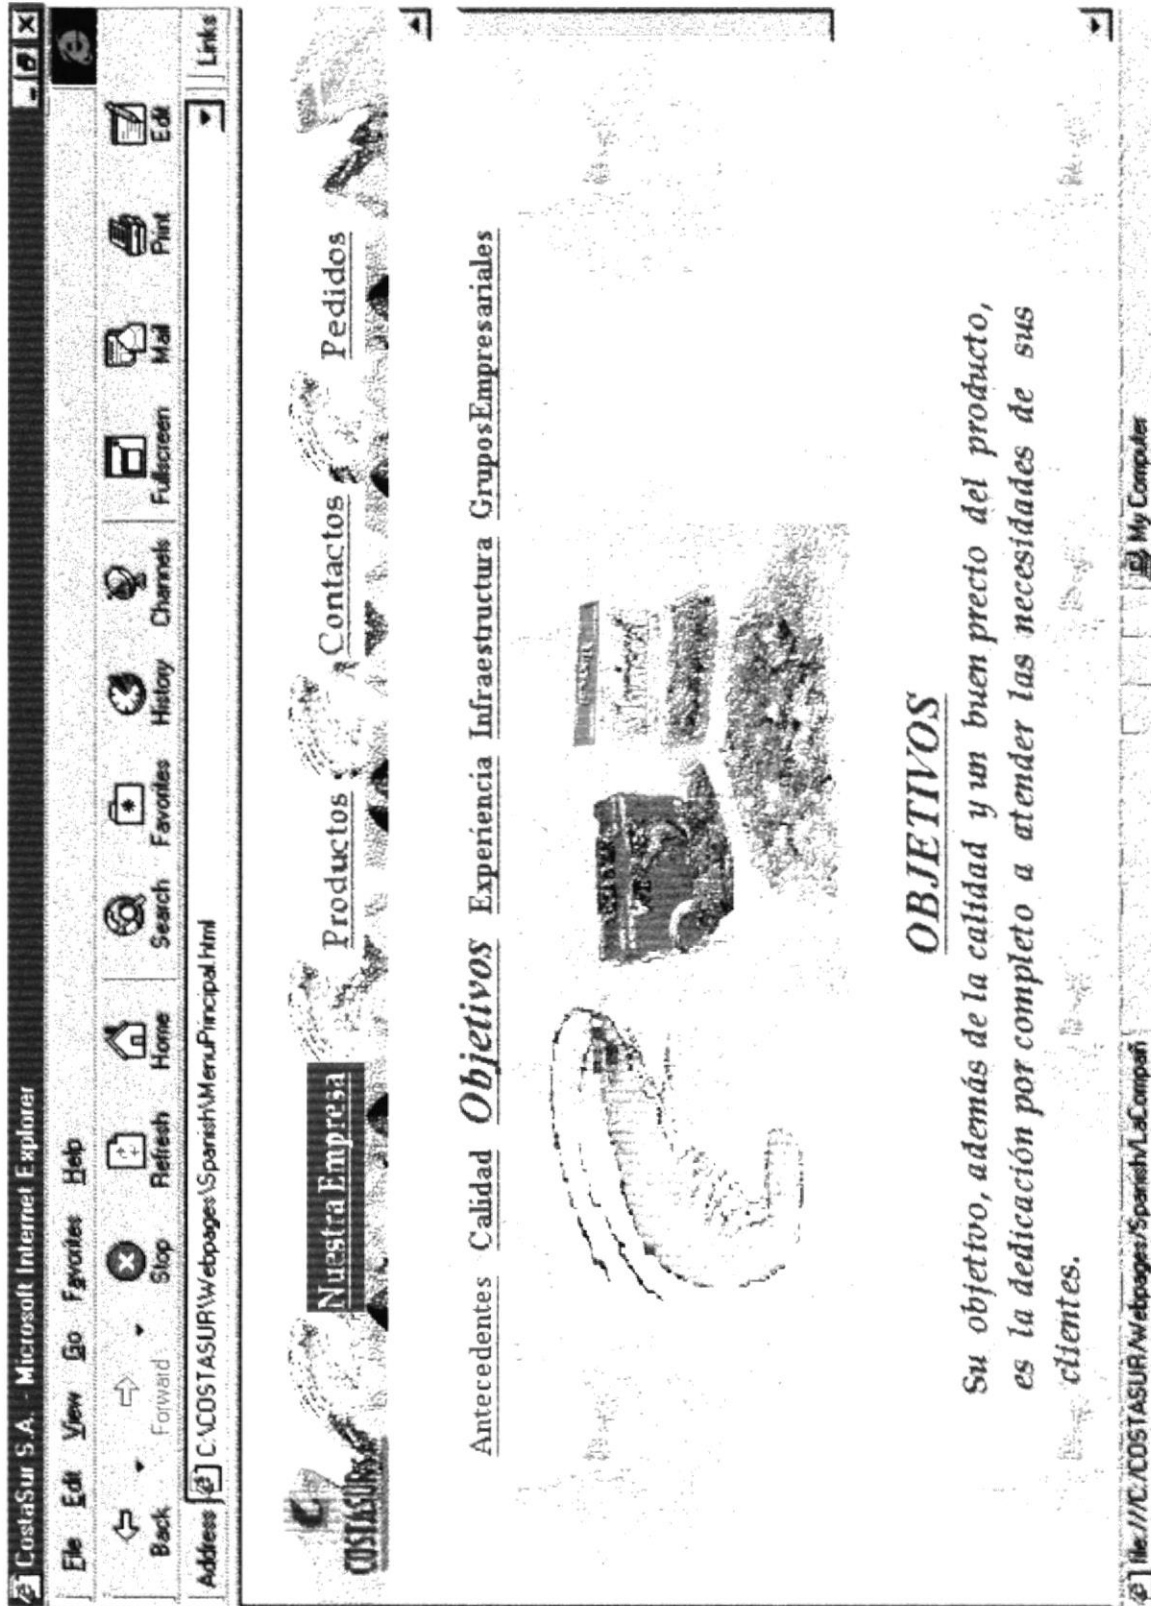 CostaSur S.A. - Microsoft Internet Explorer
File Edit View Go Favorites Help
Back Forward Stop Refresh Home Search Favorites History Channels Fullscreen Mail Print Edit
Address C:\COSTASUR\Webpages\Spanish\MenuPrincipal.html Links
COSTASUR Nuestra Empresa Productos Contactos Pedidos
Antecedentes Calidad Objetivos Experiencia Infraestructura GruposEmpresariales
OBJETIVOS
Su objetivo, además de la calidad y un buen precio del producto,
es la dedicación por completo a atender las necesidades de sus
clientes.
file:///C:/COSTASUR/Webpages/Spanish/LaCompañ My Computer